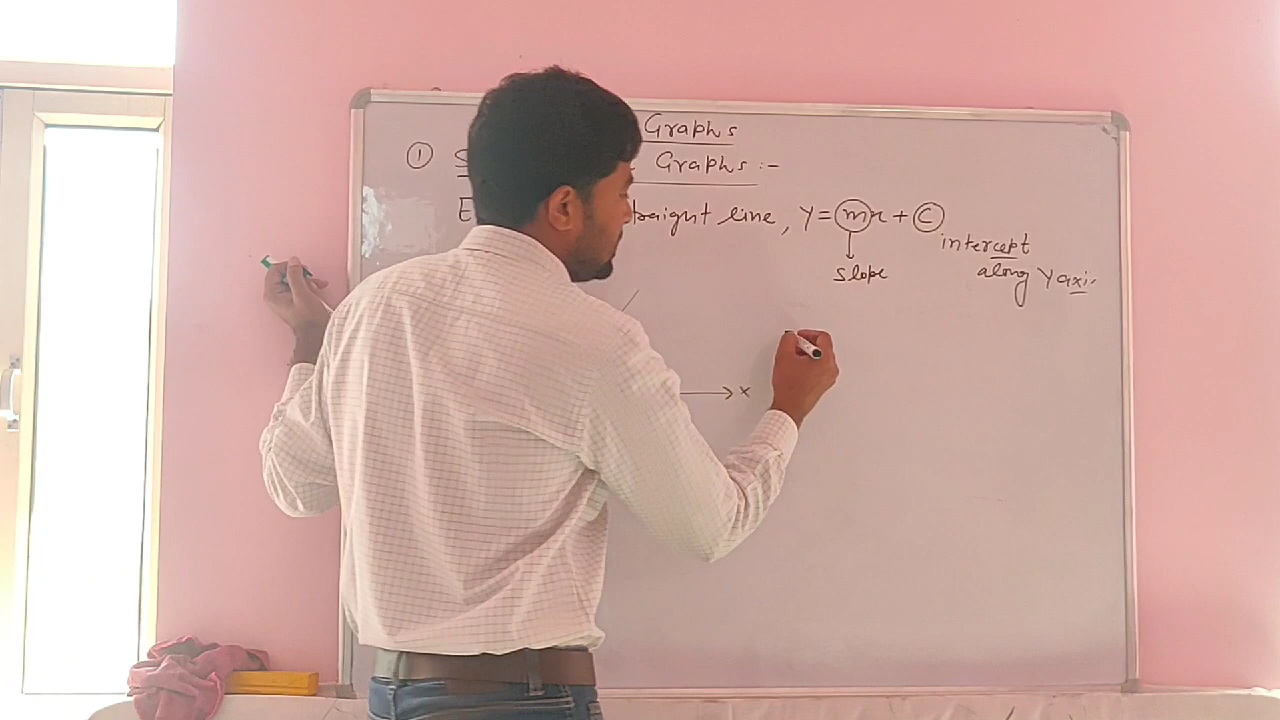 Graphs
① Graphs :-
straight line, y = mx + c
intercept
slope along Y axis
x